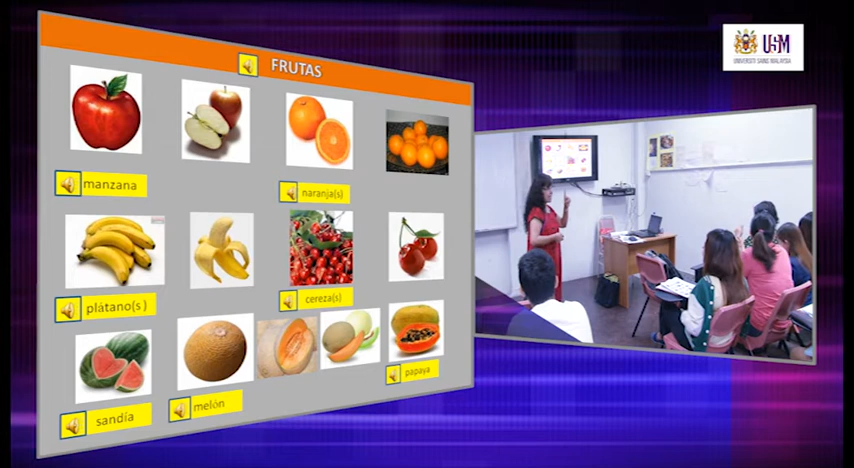 FRUTAS
USM
UNIVERSITI SAINS MALAYSIA
manzana
naranja(s)
plátano(s )
cereza(s)
papaya
sandía
melón